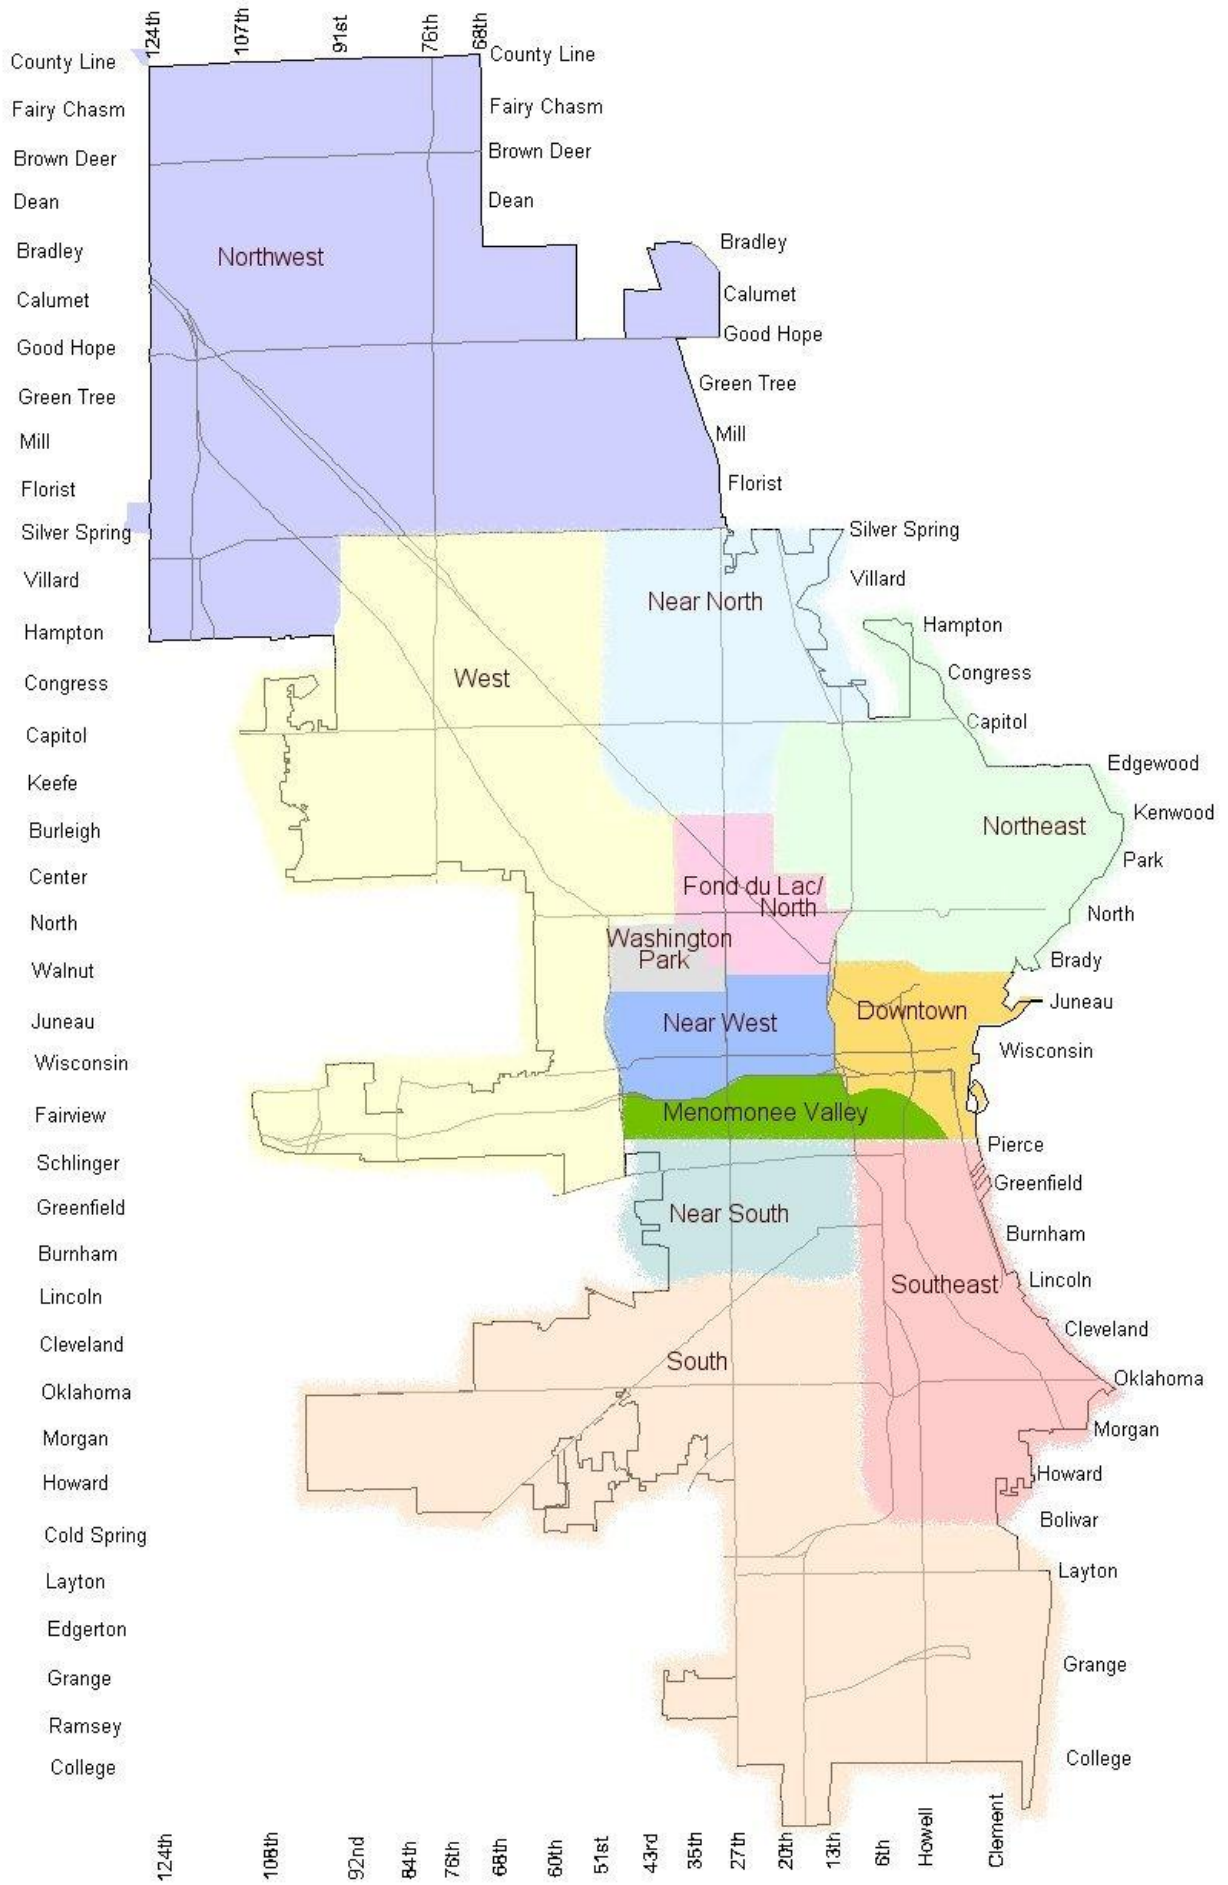 124th
107th
91st
76th
68th
County Line
County Line
Fairy Chasm
Fairy Chasm
Brown Deer
Brown Deer
Dean
Dean
Bradley
Northwest
Bradley
Calumet
Calumet
Good Hope
Good Hope
Green Tree
Green Tree
Mill
Mill
Florist
Florist
Silver Spring
Silver Spring
Villard
Villard
Near North
Hampton
Hampton
Congress
West
Congress
Capitol
Capitol
Edgewood
Keefe
Kenwood
Burleigh
Northeast
Park
Center
Fond du Lac/
North
North
North
Washington
Park
Walnut
Brady
Juneau
Near West
Downtown
Juneau
Wisconsin
Wisconsin
Fairview
Menomonee Valley
Pierce
Schlinger
Greenfield
Greenfield
Near South
Burnham
Burnham
Lincoln
Southeast
Lincoln
Cleveland
Cleveland
South
Oklahoma
Oklahoma
Morgan
Morgan
Howard
Howard
Cold Spring
Bolivar
Layton
Layton
Edgerton
Grange
Grange
Ramsey
College
College
124th
108th
92nd
84th
76th
68th
60th
51st
43rd
35th
27th
20th
13th
6th
Howell
Clement